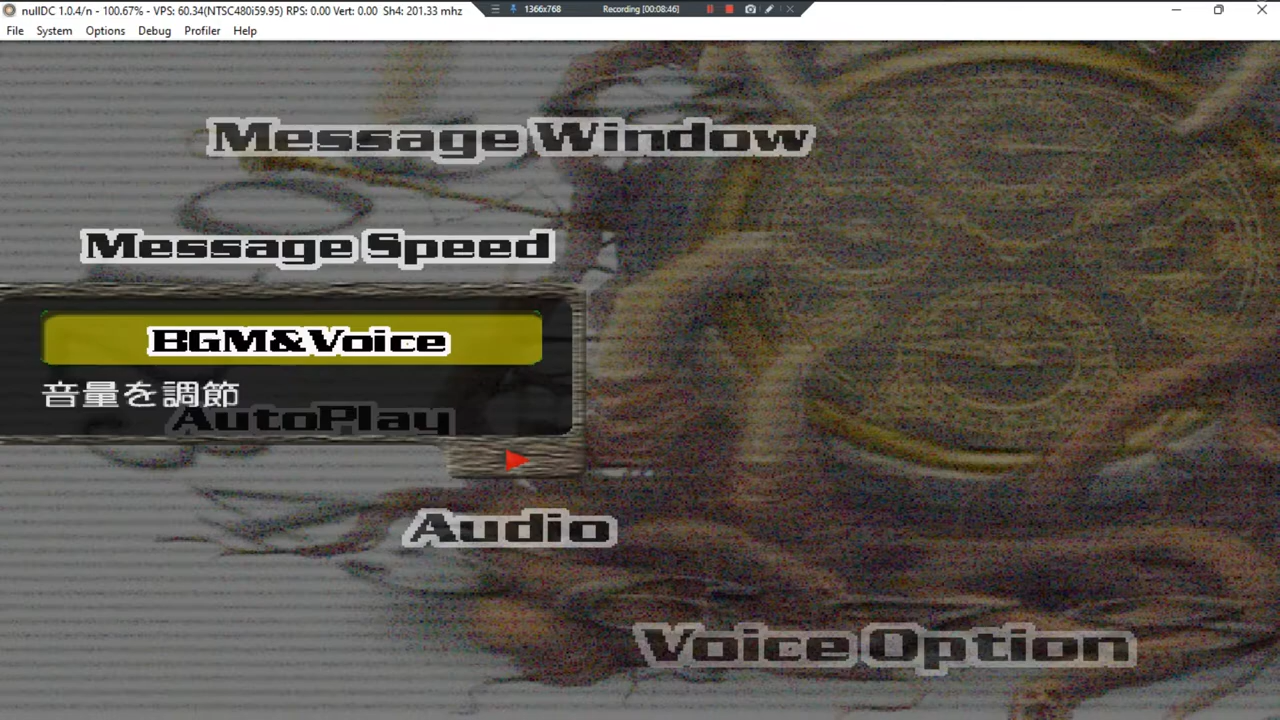 nullDC 1.0.4/n - 100.67% - VPS: 60.34(NTSC480i59.95) RPS: 0.00 Vert: 0.00 Sh4: 201.33 mhz
1366x768
Recording [00:08:46]
File System Options Debug Profiler Help
Message Window
Message Speed
BGM&Voice
音量を調節
AutoPlay
Audio
Voice Option